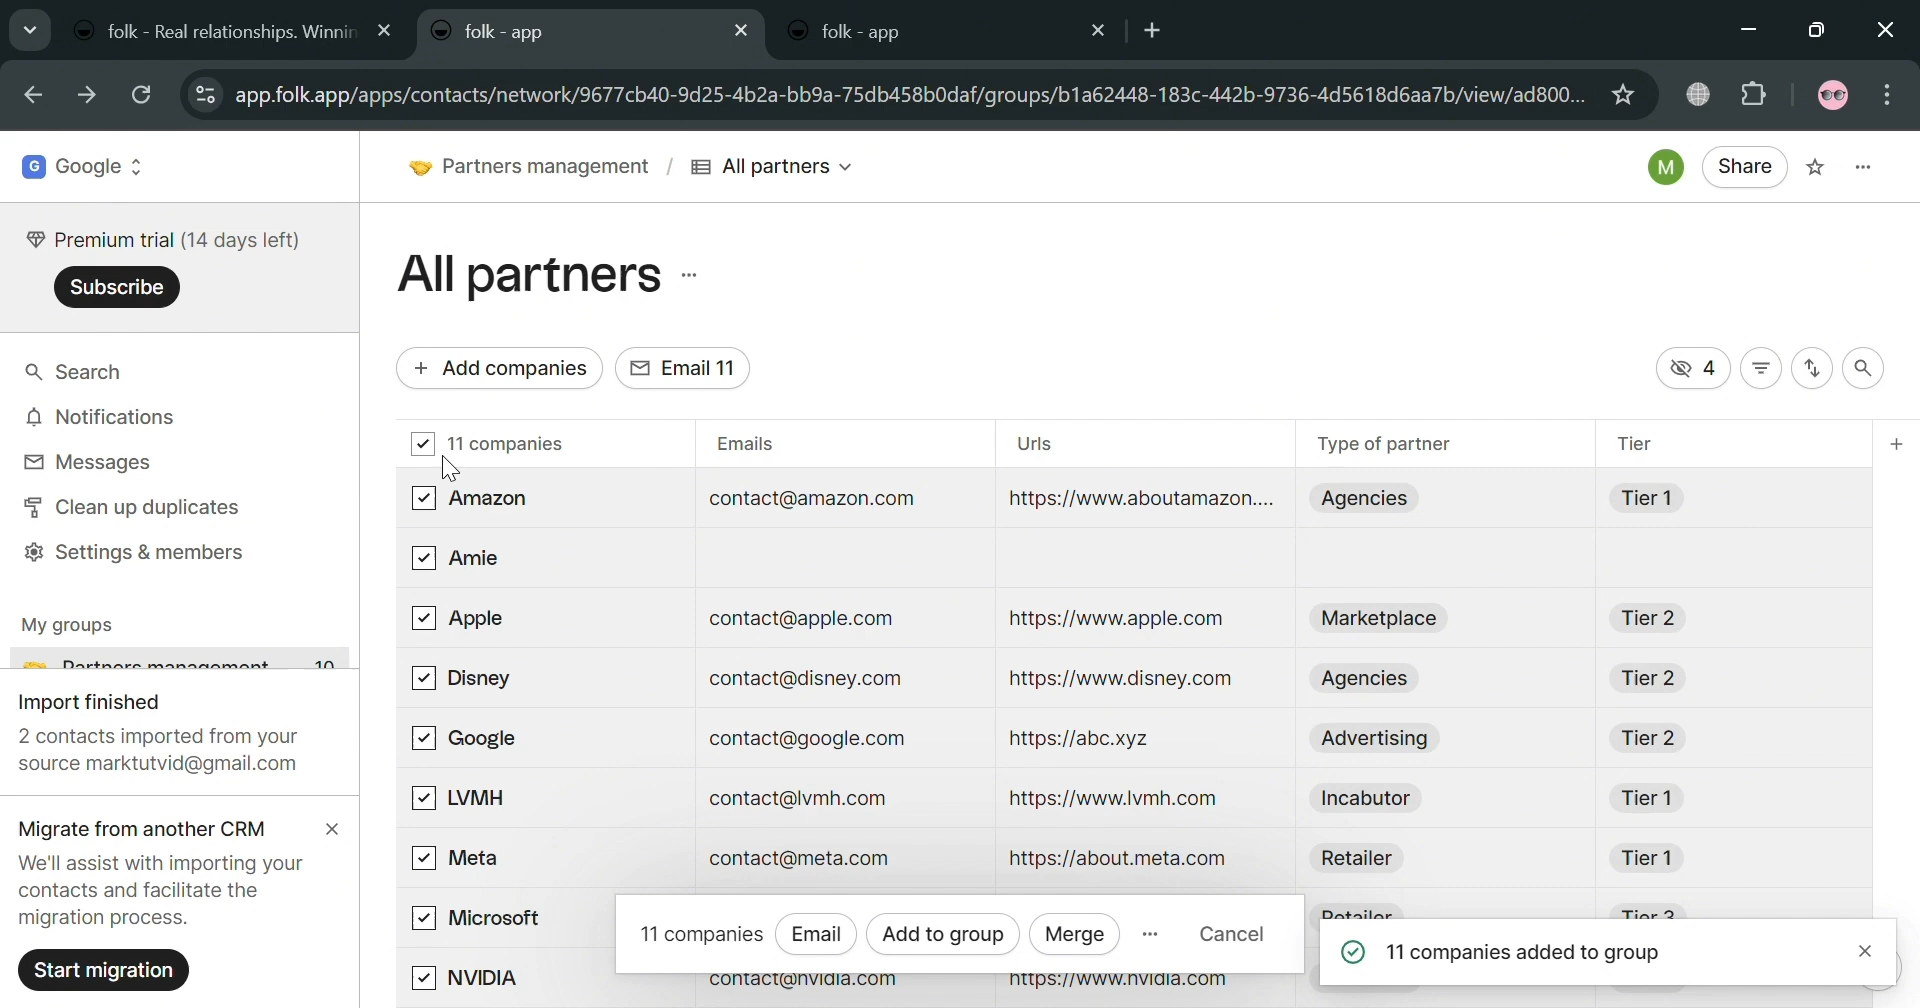 folk - Real relationships. Winnin
folk - app
folk - app
app.folk.app/apps/contacts/network/9677cb40-9d25-4b2a-bb9a-75db458b0daf/groups/b1a62448-183c-442b-9736-4d5618d6aa7b/view/ad800...
G Google
Partners management / All partners
M Share
Premium trial (14 days left)
Subscribe
Search
Notifications
Messages
Clean up duplicates
Settings & members
My groups
Partners management 10
Import finished
2 contacts imported from your
source marktutvid@gmail.com
Migrate from another CRM
We'll assist with importing your
contacts and facilitate the
migration process.
Start migration
All partners
Add companies Email 11 4
11 companies Emails Urls Type of partner Tier
Amazon contact@amazon.com https://www.aboutamazon.... Agencies Tier 1
Amie
Apple contact@apple.com https://www.apple.com Marketplace Tier 2
Disney contact@disney.com https://www.disney.com Agencies Tier 2
Google contact@google.com https://abc.xyz Advertising Tier 2
LVMH contact@lvmh.com https://www.lvmh.com Incabutor Tier 1
Meta contact@meta.com https://about.meta.com Retailer Tier 1
Microsoft Retailer Tier 3
NVIDIA contact@nvidia.com https://www.nvidia.com
11 companies Email Add to group Merge Cancel
11 companies added to group